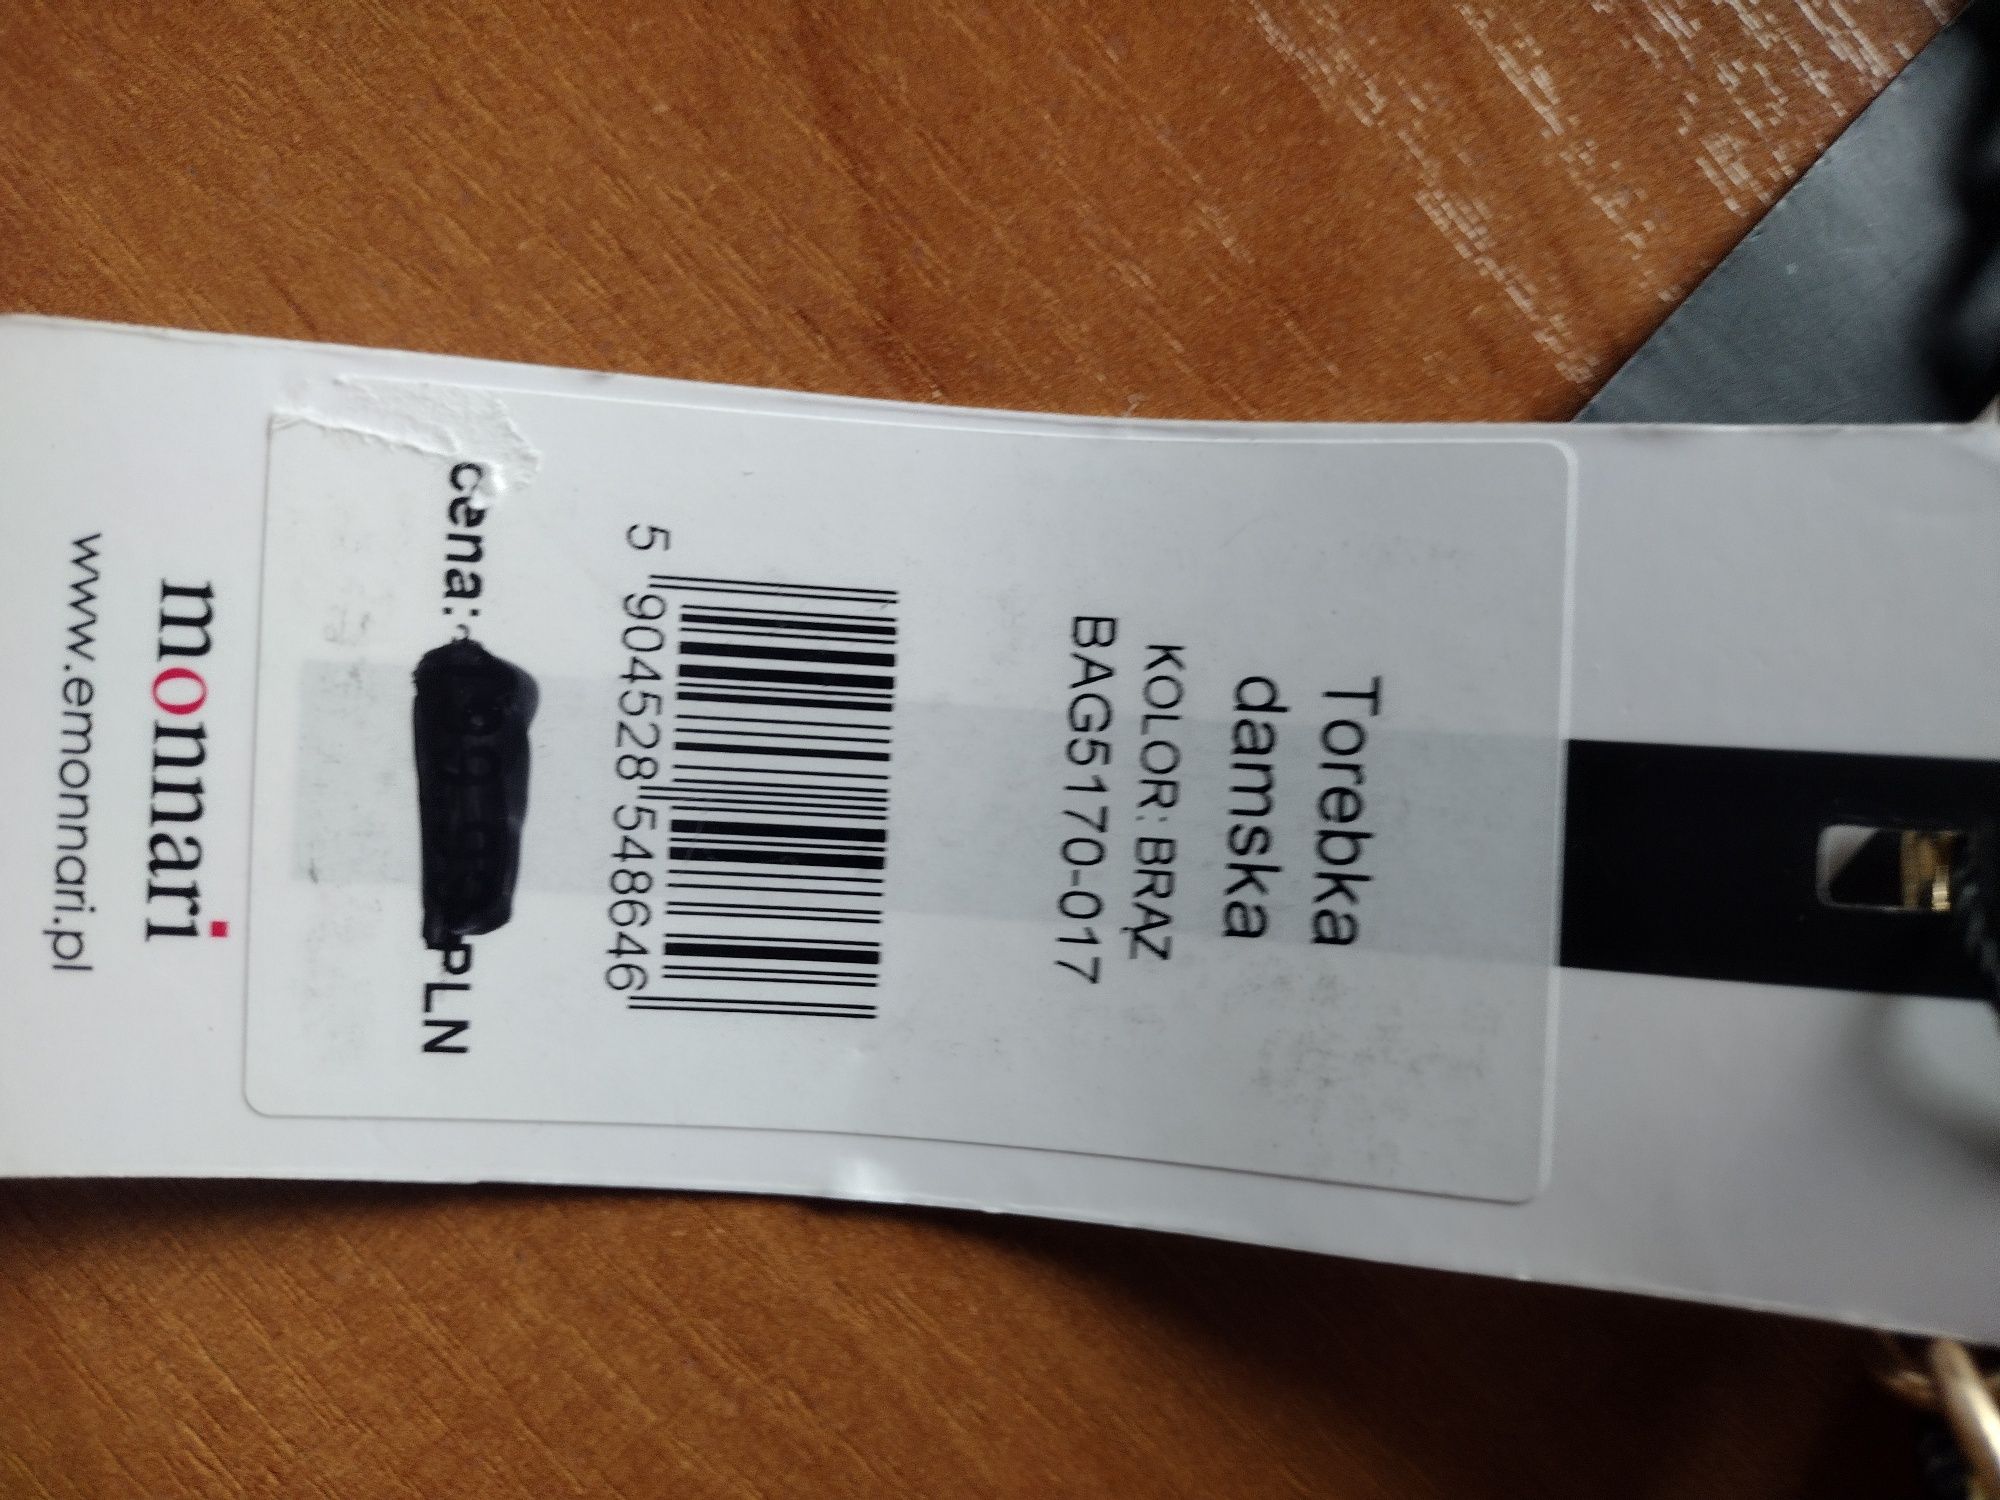 Torebka
damska
KOLOR: BRĄZ
BAG5170-017
5 904528 548646
cena: PLN
monnari
www.emonnari.pl